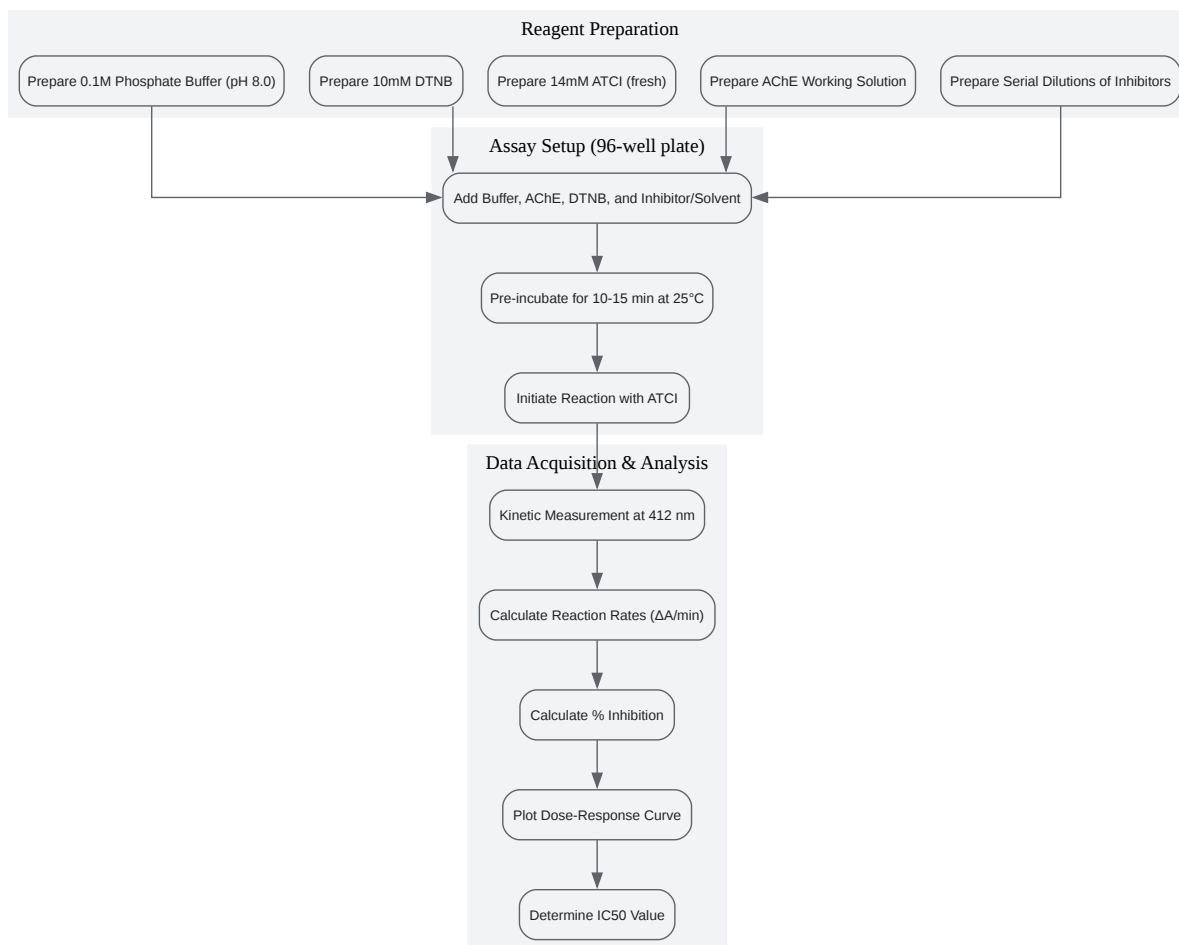 Reagent Preparation
Prepare 0.1M Phosphate Buffer (pH 8.0)
Prepare 10mM DTNB
Prepare 14mM ATCI (fresh)
Prepare AChE Working Solution
Prepare Serial Dilutions of Inhibitors
Assay Setup (96-well plate)
Add Buffer, AChE, DTNB, and Inhibitor/Solvent
Pre-incubate for 10-15 min at 25°C
Initiate Reaction with ATCI
Data Acquisition & Analysis
Kinetic Measurement at 412 nm
Calculate Reaction Rates (ΔA/min)
Calculate % Inhibition
Plot Dose-Response Curve
Determine IC50 Value